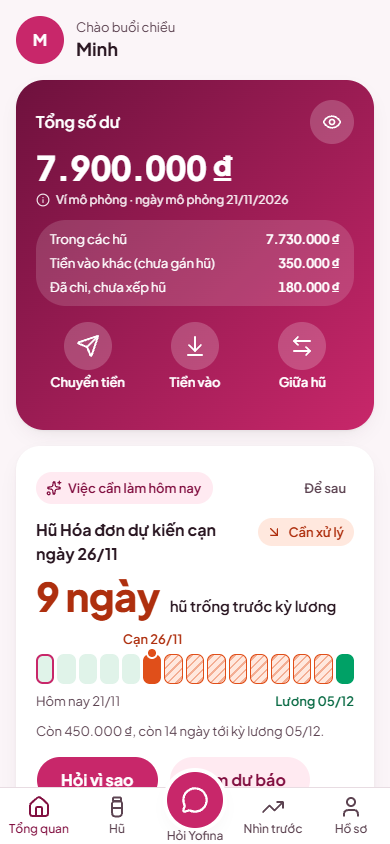 M
Chào buổi chiều
Minh
Tổng số dư
7.900.000 ₫
Ví mô phỏng · ngày mô phỏng 21/11/2026
Trong các hũ 7.730.000 ₫
Tiền vào khác (chưa gán hũ) 350.000 ₫
Đã chi, chưa xếp hũ 180.000 ₫
Chuyển tiền Tiền vào Giữa hũ
Việc cần làm hôm nay Để sau
Hũ Hóa đơn dự kiến cạn
ngày 26/11
Cần xử lý
9 ngày hũ trống trước kỳ lương
Cạn 26/11
Hôm nay 21/11 Lương 05/12
Còn 450.000 ₫, còn 14 ngày tới kỳ lương 05/12.
Hỏi vì sao dự báo
Tổng quan Hũ Hỏi Yofina Nhìn trước Hồ sơ